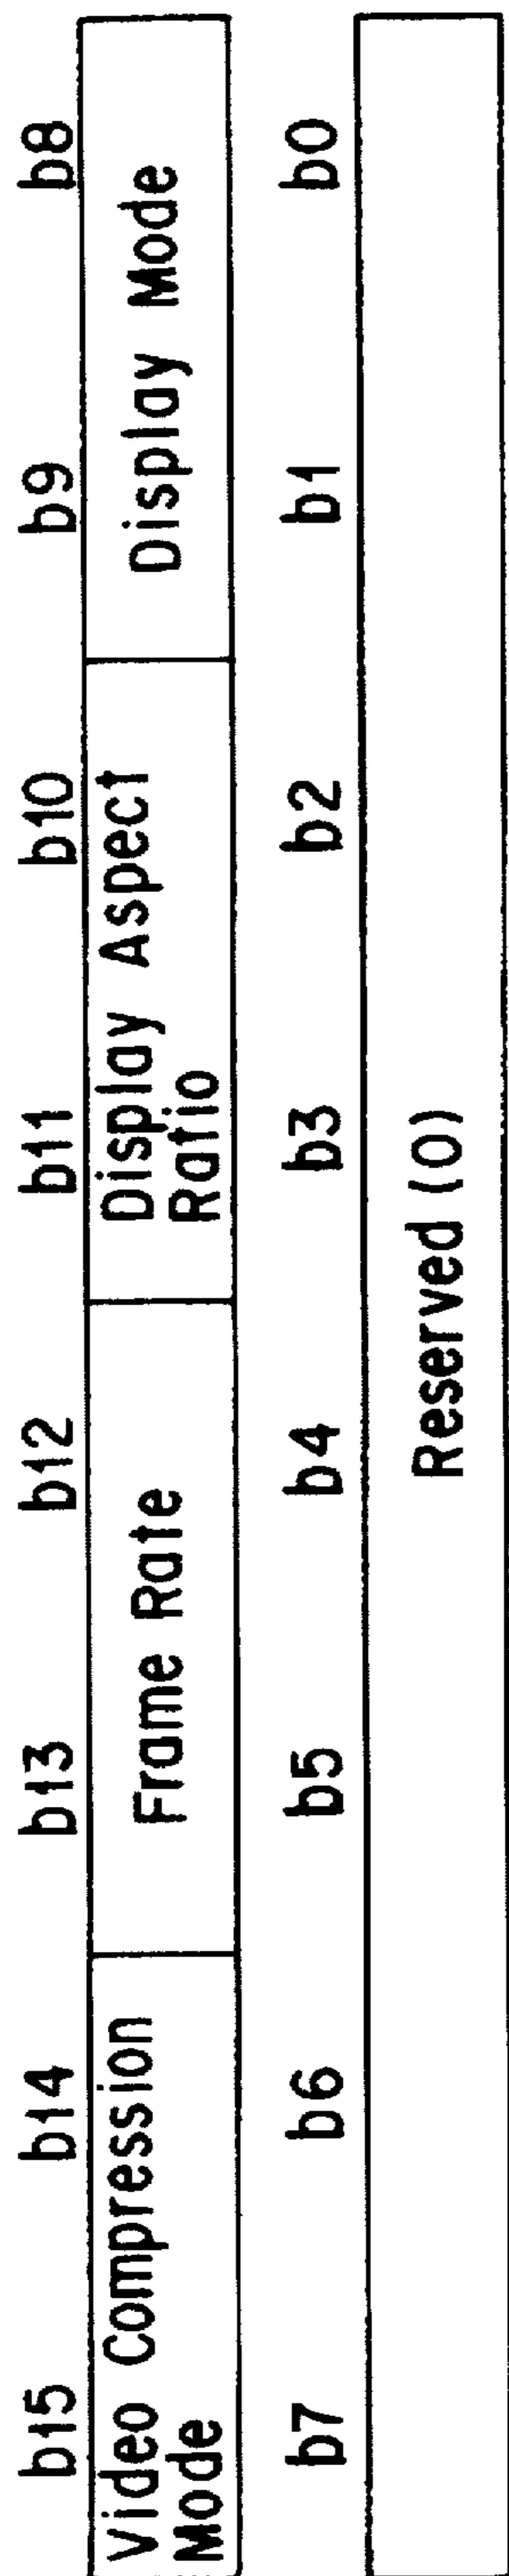 b15 b14 b13 b12 b11 b10 b9 b8
Video Compression
Mode
Frame Rate
Display Aspect
Ratio
Display Mode
b7 b6 b5 b4 b3 b2 b1 b0
Reserved (0)